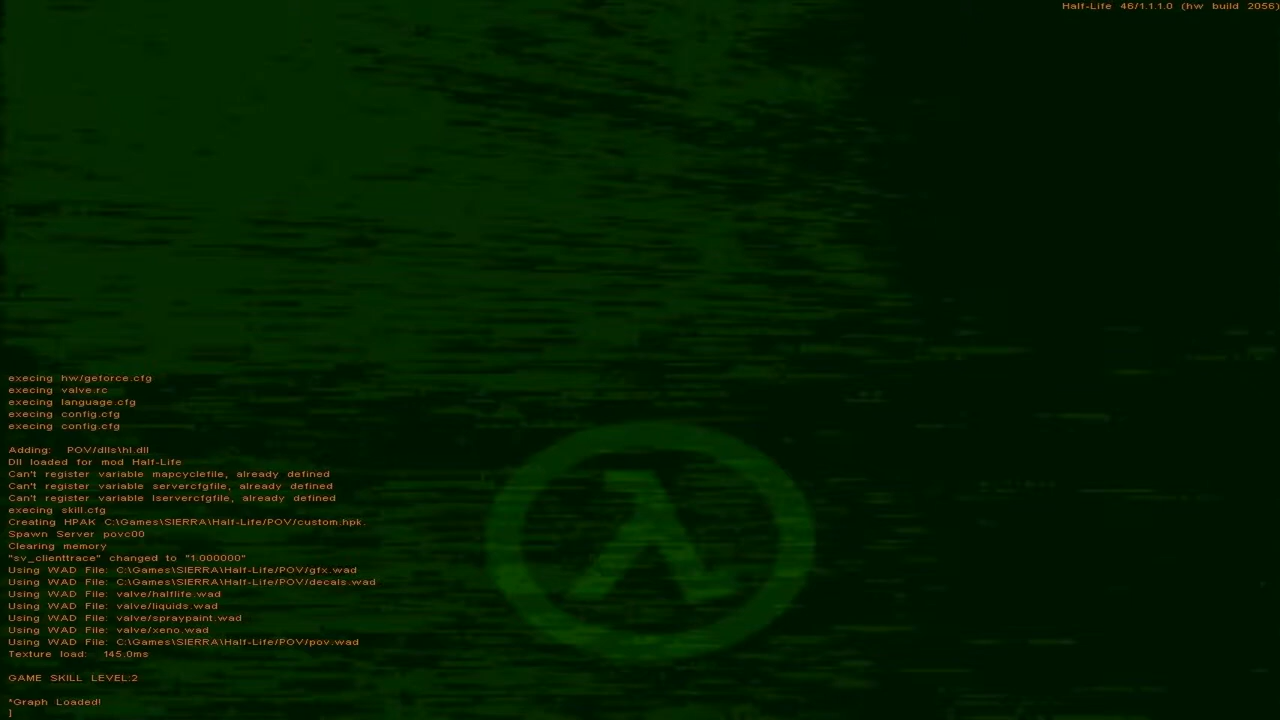 Half-Life 46/1.1.1.0 (hw build 2056)
execing hw/geforce.cfg
execing valve.rc
execing language.cfg
execing config.cfg
execing config.cfg
Adding: POV/dlls\hl.dll
Dll loaded for mod Half-Life
Can't register variable mapcyclefile, already defined
Can't register variable servercfgfile, already defined
Can't register variable lservercfgfile, already defined
execing skill.cfg
Creating HPAK C:\Games\SIERRA\Half-Life/POV/custom.hpk.
Spawn Server povc00
Clearing memory
"sv_clienttrace" changed to "1.000000"
Using WAD File: C:\Games\SIERRA\Half-Life/POV/gfx.wad
Using WAD File: C:\Games\SIERRA\Half-Life/POV/decals.wad
Using WAD File: valve/halflife.wad
Using WAD File: valve/liquids.wad
Using WAD File: valve/spraypaint.wad
Using WAD File: valve/xeno.wad
Using WAD File: C:\Games\SIERRA\Half-Life/POV/pov.wad
Texture load: 145.0ms
GAME SKILL LEVEL:2
*Graph Loaded!
]